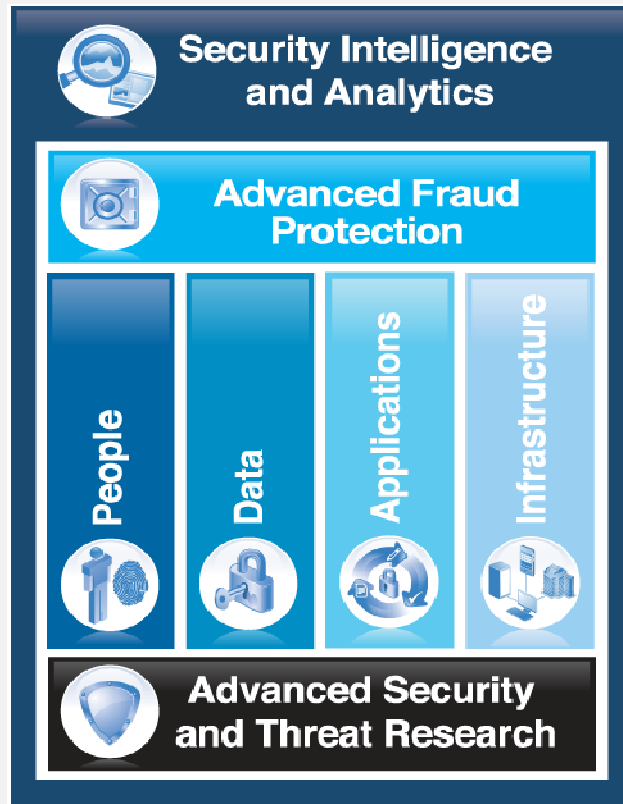 Security Intelligence
and Analytics
Advanced Fraud
Protection
People
Data
Applications
Infrastructure
Advanced Security
and Threat Research